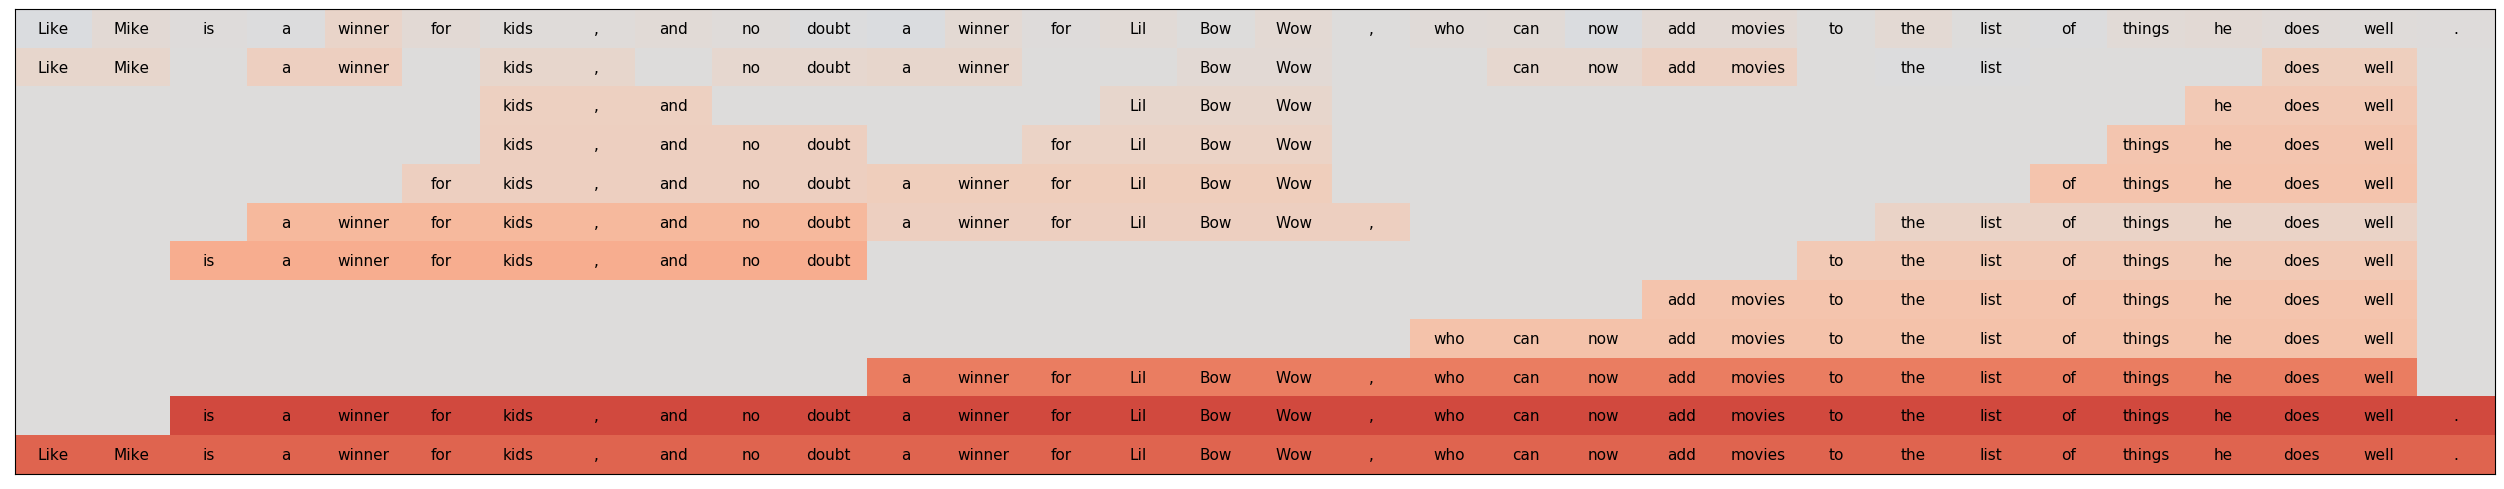 Like Mike is a winner for kids , and no doubt a winner for Lil Bow Wow , who can now add movies to the list of things he does well .
Like Mike a winner kids , no doubt a winner Bow Wow can now add movies the list does well
kids , and Lil Bow Wow he does well
kids , and no doubt for Lil Bow Wow things he does well
for kids , and no doubt a winner for Lil Bow Wow of things he does well
a winner for kids , and no doubt a winner for Lil Bow Wow , the list of things he does well
is a winner for kids , and no doubt to the list of things he does well
add movies to the list of things he does well
who can now add movies to the list of things he does well
a winner for Lil Bow Wow , who can now add movies to the list of things he does well
is a winner for kids , and no doubt a winner for Lil Bow Wow , who can now add movies to the list of things he does well .
Like Mike is a winner for kids , and no doubt a winner for Lil Bow Wow , who can now add movies to the list of things he does well .